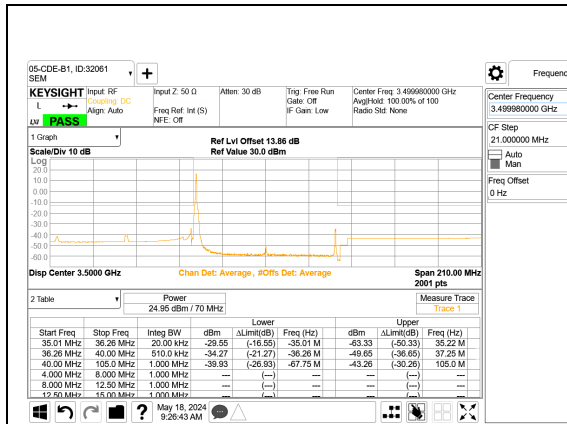 05-CDE-B1, ID:32061
SEM
Frequenc
KEYSIGHT
L
LXI
PASS
Input: RF
Coupling: DC
Align: Auto
Input Z: 50 Ω
Freq Ref: Int (S)
NFE: Off
Atten: 30 dB
Trig: Free Run
Gate: Off
IF Gain: Low
Center Freq: 3.499980000 GHz
Avg|Hold: 100.00% of 100
Radio Std: None
Center Frequency
3.499980000 GHz
CF Step
21.000000 MHz
Auto
Man
Freq Offset
0 Hz
1 Graph
Scale/Div 10 dB
Ref Lvl Offset 13.86 dB
Ref Value 30.0 dBm
Log
20.0
10.0
0.00
-10.0
-20.0
-30.0
-40.0
-50.0
-60.0
Disp Center 3.5000 GHz
Chan Det: Average, #Offs Det: Average
Span 210.00 MHz
2001 pts
2 Table
Power
24.95 dBm / 70 MHz
Measure Trace
Trace 1
Lower Upper
Start Freq Stop Freq Integ BW dBm ΔLimit(dB) Freq (Hz) dBm ΔLimit(dB) Freq (Hz)
35.01 MHz 36.26 MHz 20.00 kHz -29.55 (-16.55) -35.01 M -63.33 (-50.33) 35.22 M
36.26 MHz 40.00 MHz 510.0 kHz -34.27 (-21.27) -36.26 M -49.65 (-36.65) 37.25 M
40.00 MHz 105.0 MHz 1.000 MHz -39.93 (-26.93) -67.75 M -43.26 (-30.26) 105.0 M
4.000 MHz 8.000 MHz 1.000 MHz --- (---) --- (---)
8.000 MHz 12.50 MHz 1.000 MHz --- (---) --- (---)
12.50 MHz 15.00 MHz 1.000 MHz --- (---) --- (---)
? May 18, 2024
9:26:43 AM